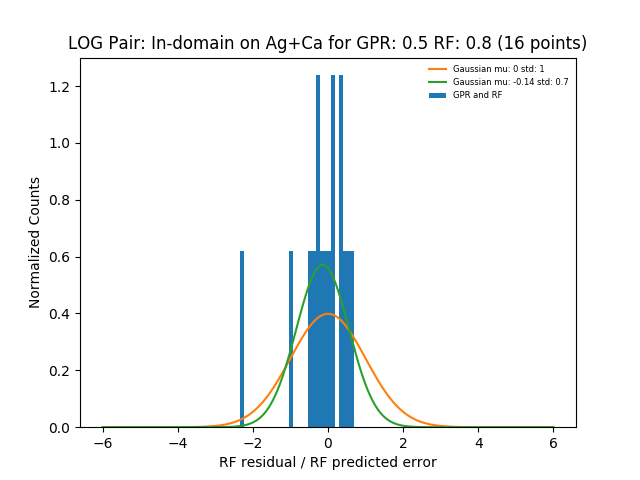 LOG Pair: In-domain on Ag+Ca for GPR: 0.5 RF: 0.8 (16 points)
Gaussian mu: 0 std: 1
Gaussian mu: -0.14 std: 0.7
GPR and RF
Normalized Counts
1.2
1.0
0.8
0.6
0.4
0.2
0.0
−6 −4 −2 0 2 4 6
RF residual / RF predicted error